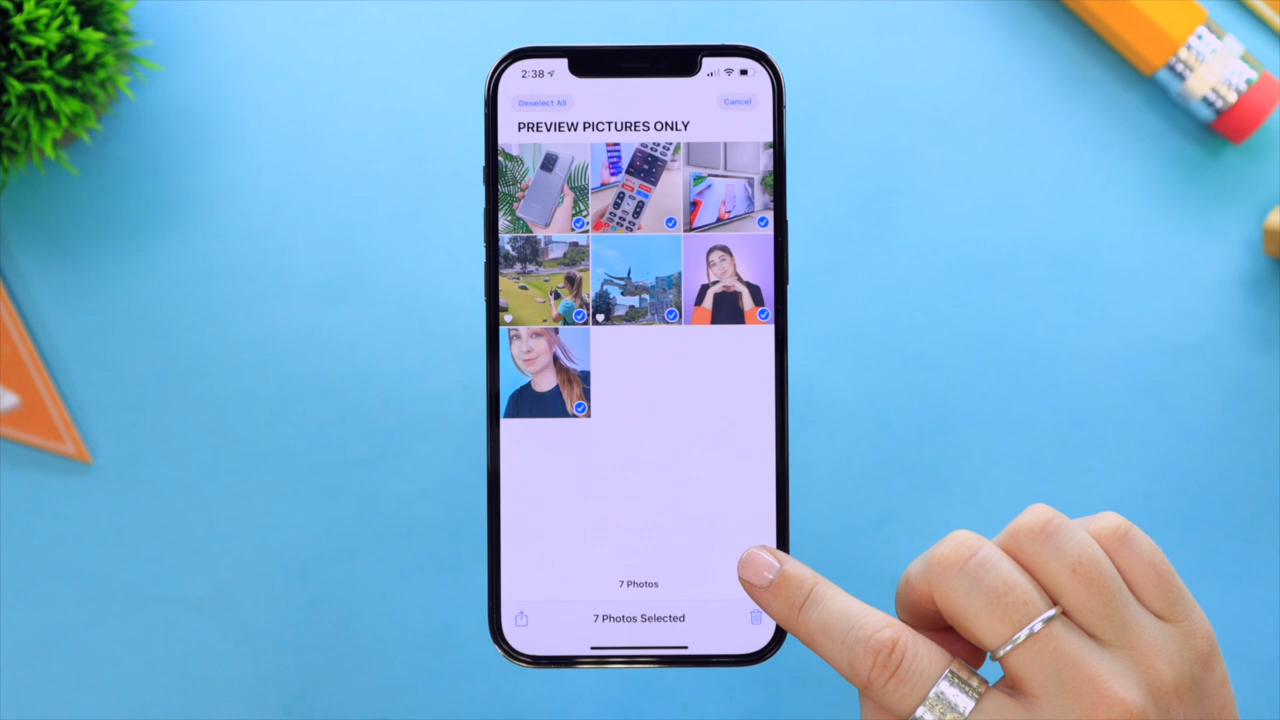 2:38
Deselect All
Cancel
PREVIEW PICTURES ONLY
7 Photos
7 Photos Selected